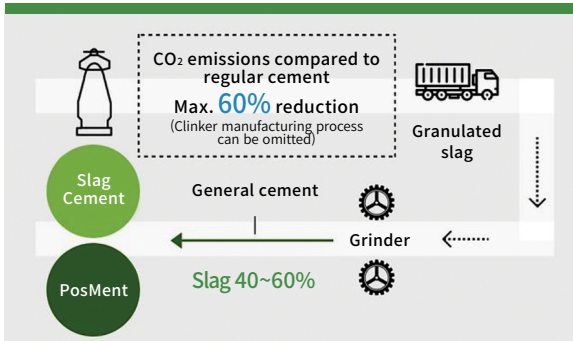 CO₂ emissions compared to
regular cement
Max. 60% reduction
(Clinker manufacturing process
can be omitted)
Granulated
slag
Slag
Cement
General cement
Grinder
PosMent
Slag 40~60%